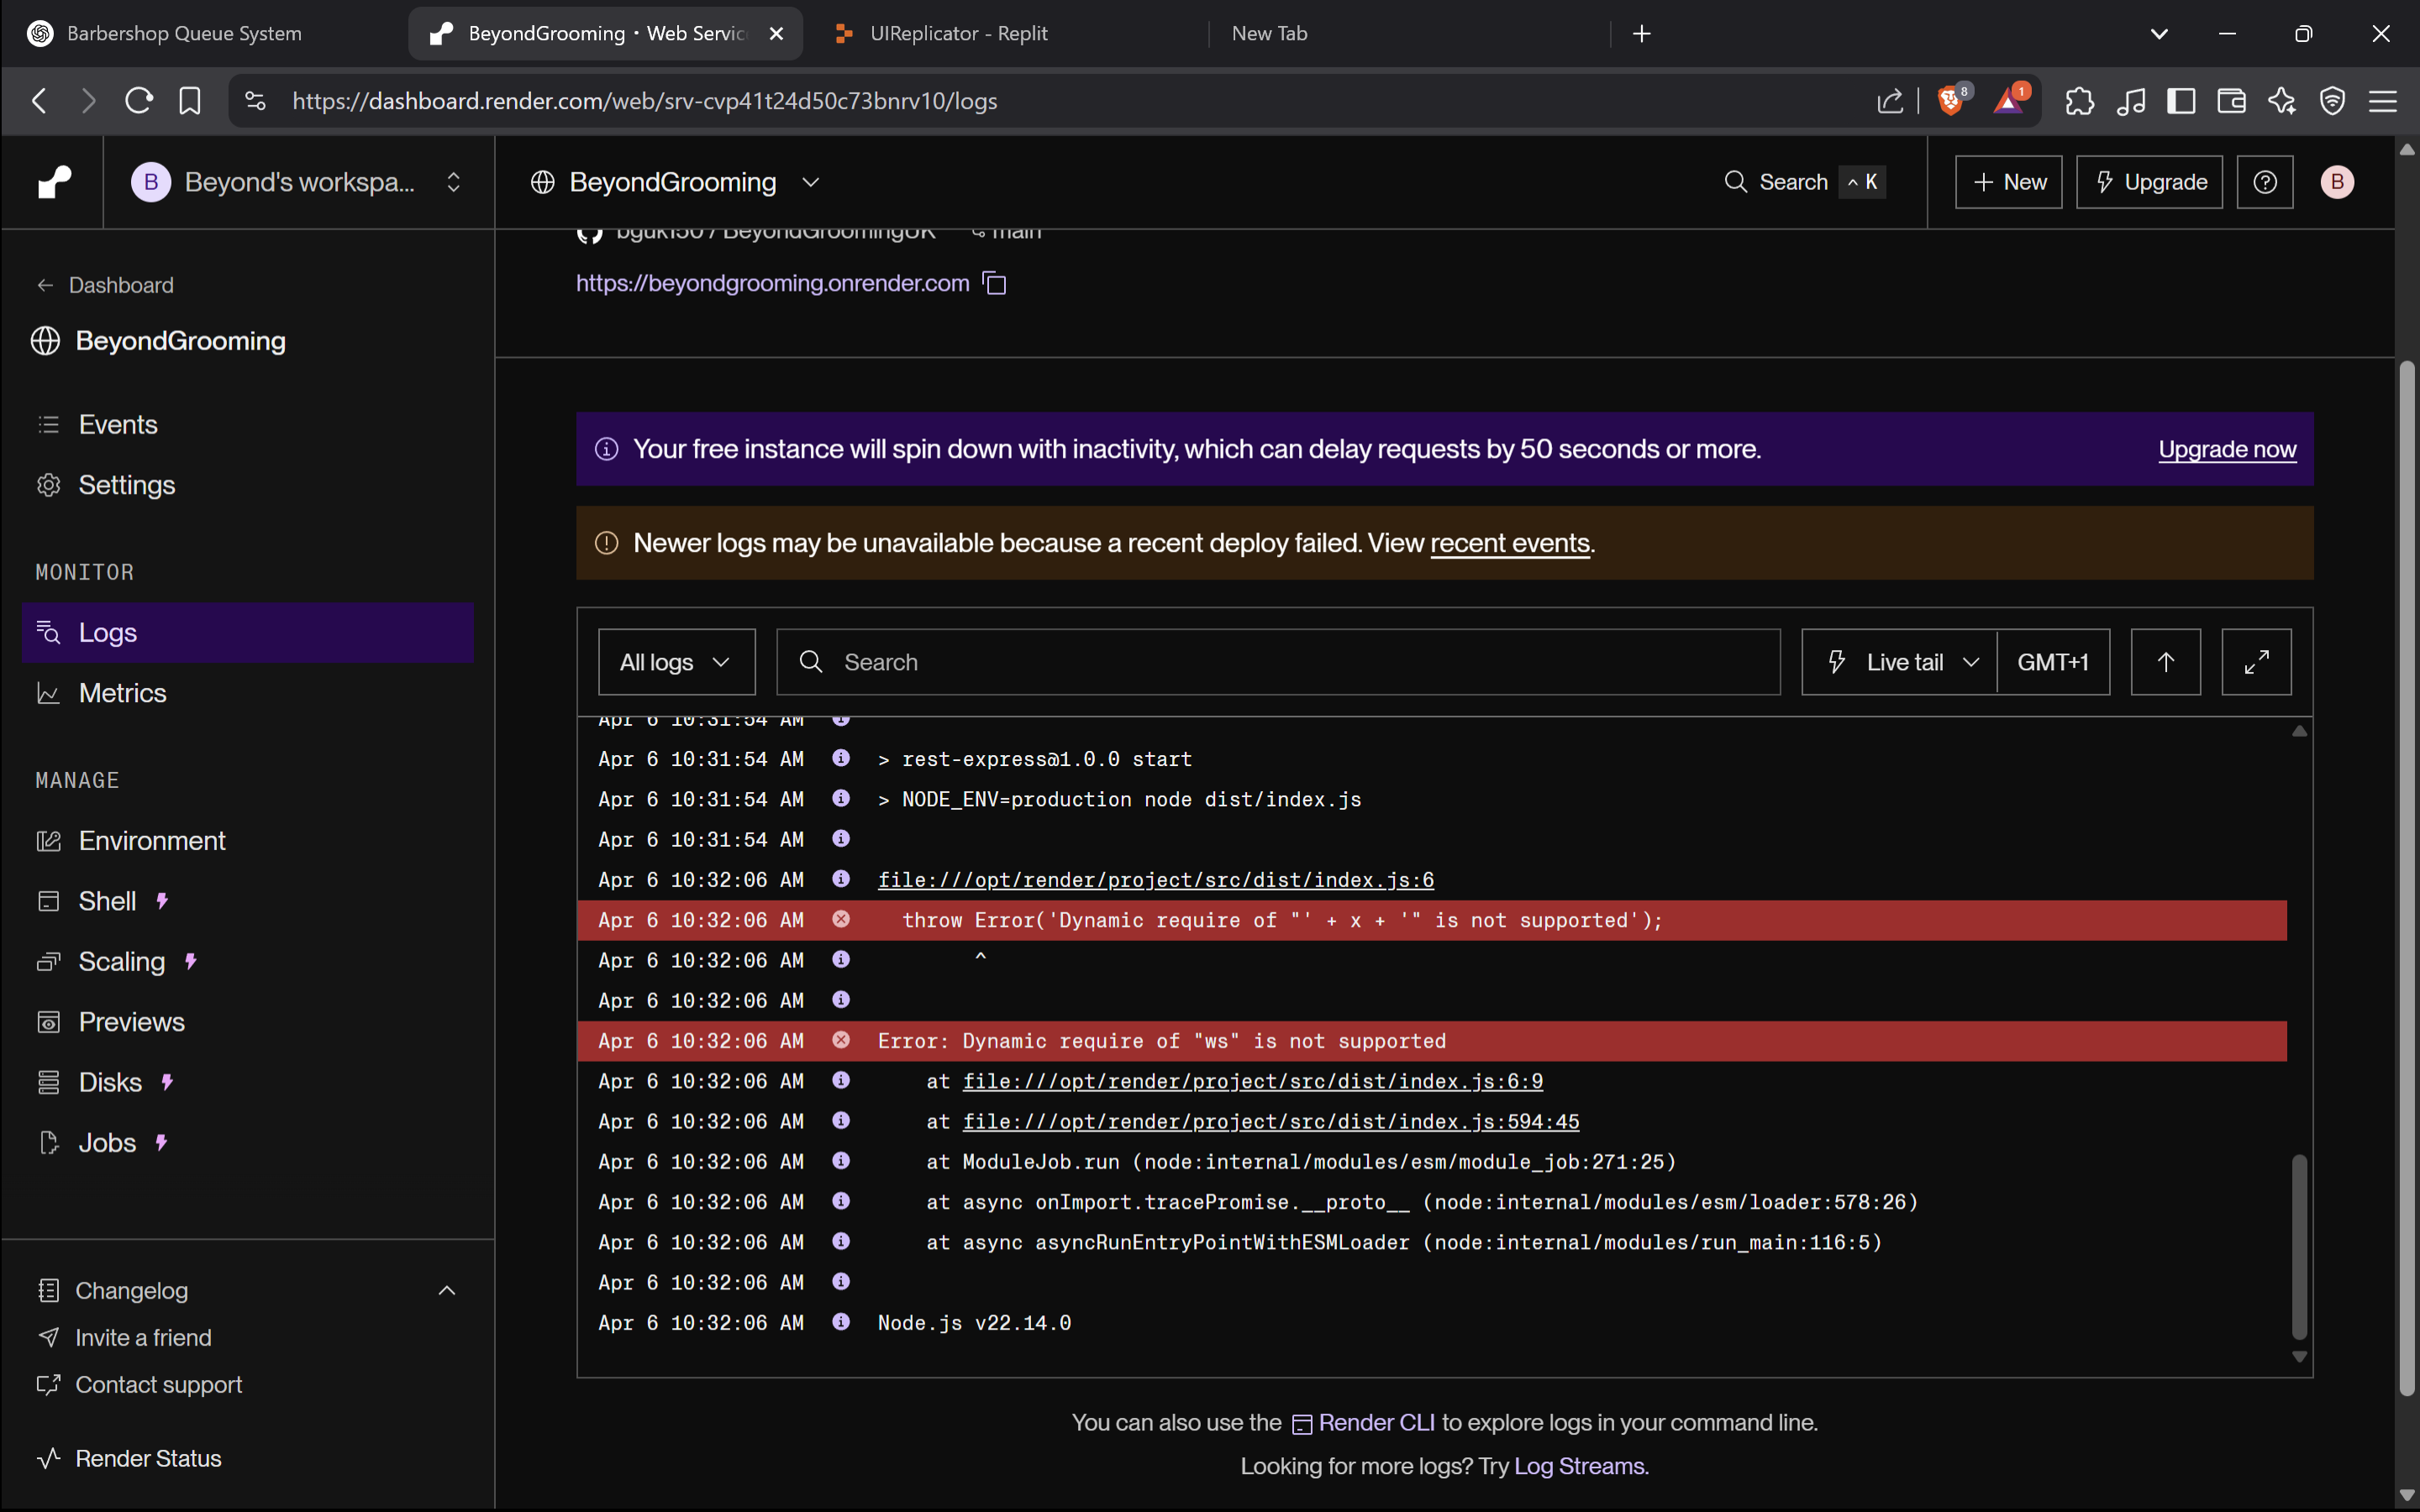 Barbershop Queue System
BeyondGrooming • Web Servic
UIReplicator - Replit
New Tab
https://dashboard.render.com/web/srv-cvp41t24d50c73bnrv10/logs
8
1
B
Beyond's workspa...
BeyondGrooming
Search
K
New
Upgrade
B
bguk150 / BeyondGroomingUK
main
https://beyondgrooming.onrender.com
Dashboard
BeyondGrooming
Events
Settings
MONITOR
Logs
Metrics
MANAGE
Environment
Shell
Scaling
Previews
Disks
Jobs
Changelog
Invite a friend
Contact support
Render Status
Your free instance will spin down with inactivity, which can delay requests by 50 seconds or more.
Upgrade now
Newer logs may be unavailable because a recent deploy failed. View recent events.
All logs
Search
Live tail
GMT+1
Apr 6 10:31:54 AM
Apr 6 10:31:54 AM > rest-express@1.0.0 start
Apr 6 10:31:54 AM > NODE_ENV=production node dist/index.js
Apr 6 10:31:54 AM
Apr 6 10:32:06 AM file:///opt/render/project/src/dist/index.js:6
Apr 6 10:32:06 AM throw Error('Dynamic require of "' + x + '" is not supported');
Apr 6 10:32:06 AM ^
Apr 6 10:32:06 AM
Apr 6 10:32:06 AM Error: Dynamic require of "ws" is not supported
Apr 6 10:32:06 AM at file:///opt/render/project/src/dist/index.js:6:9
Apr 6 10:32:06 AM at file:///opt/render/project/src/dist/index.js:594:45
Apr 6 10:32:06 AM at ModuleJob.run (node:internal/modules/esm/module_job:271:25)
Apr 6 10:32:06 AM at async onImport.tracePromise.__proto__ (node:internal/modules/esm/loader:578:26)
Apr 6 10:32:06 AM at async asyncRunEntryPointWithESMLoader (node:internal/modules/run_main:116:5)
Apr 6 10:32:06 AM
Apr 6 10:32:06 AM Node.js v22.14.0
You can also use the Render CLI to explore logs in your command line.
Looking for more logs? Try Log Streams.